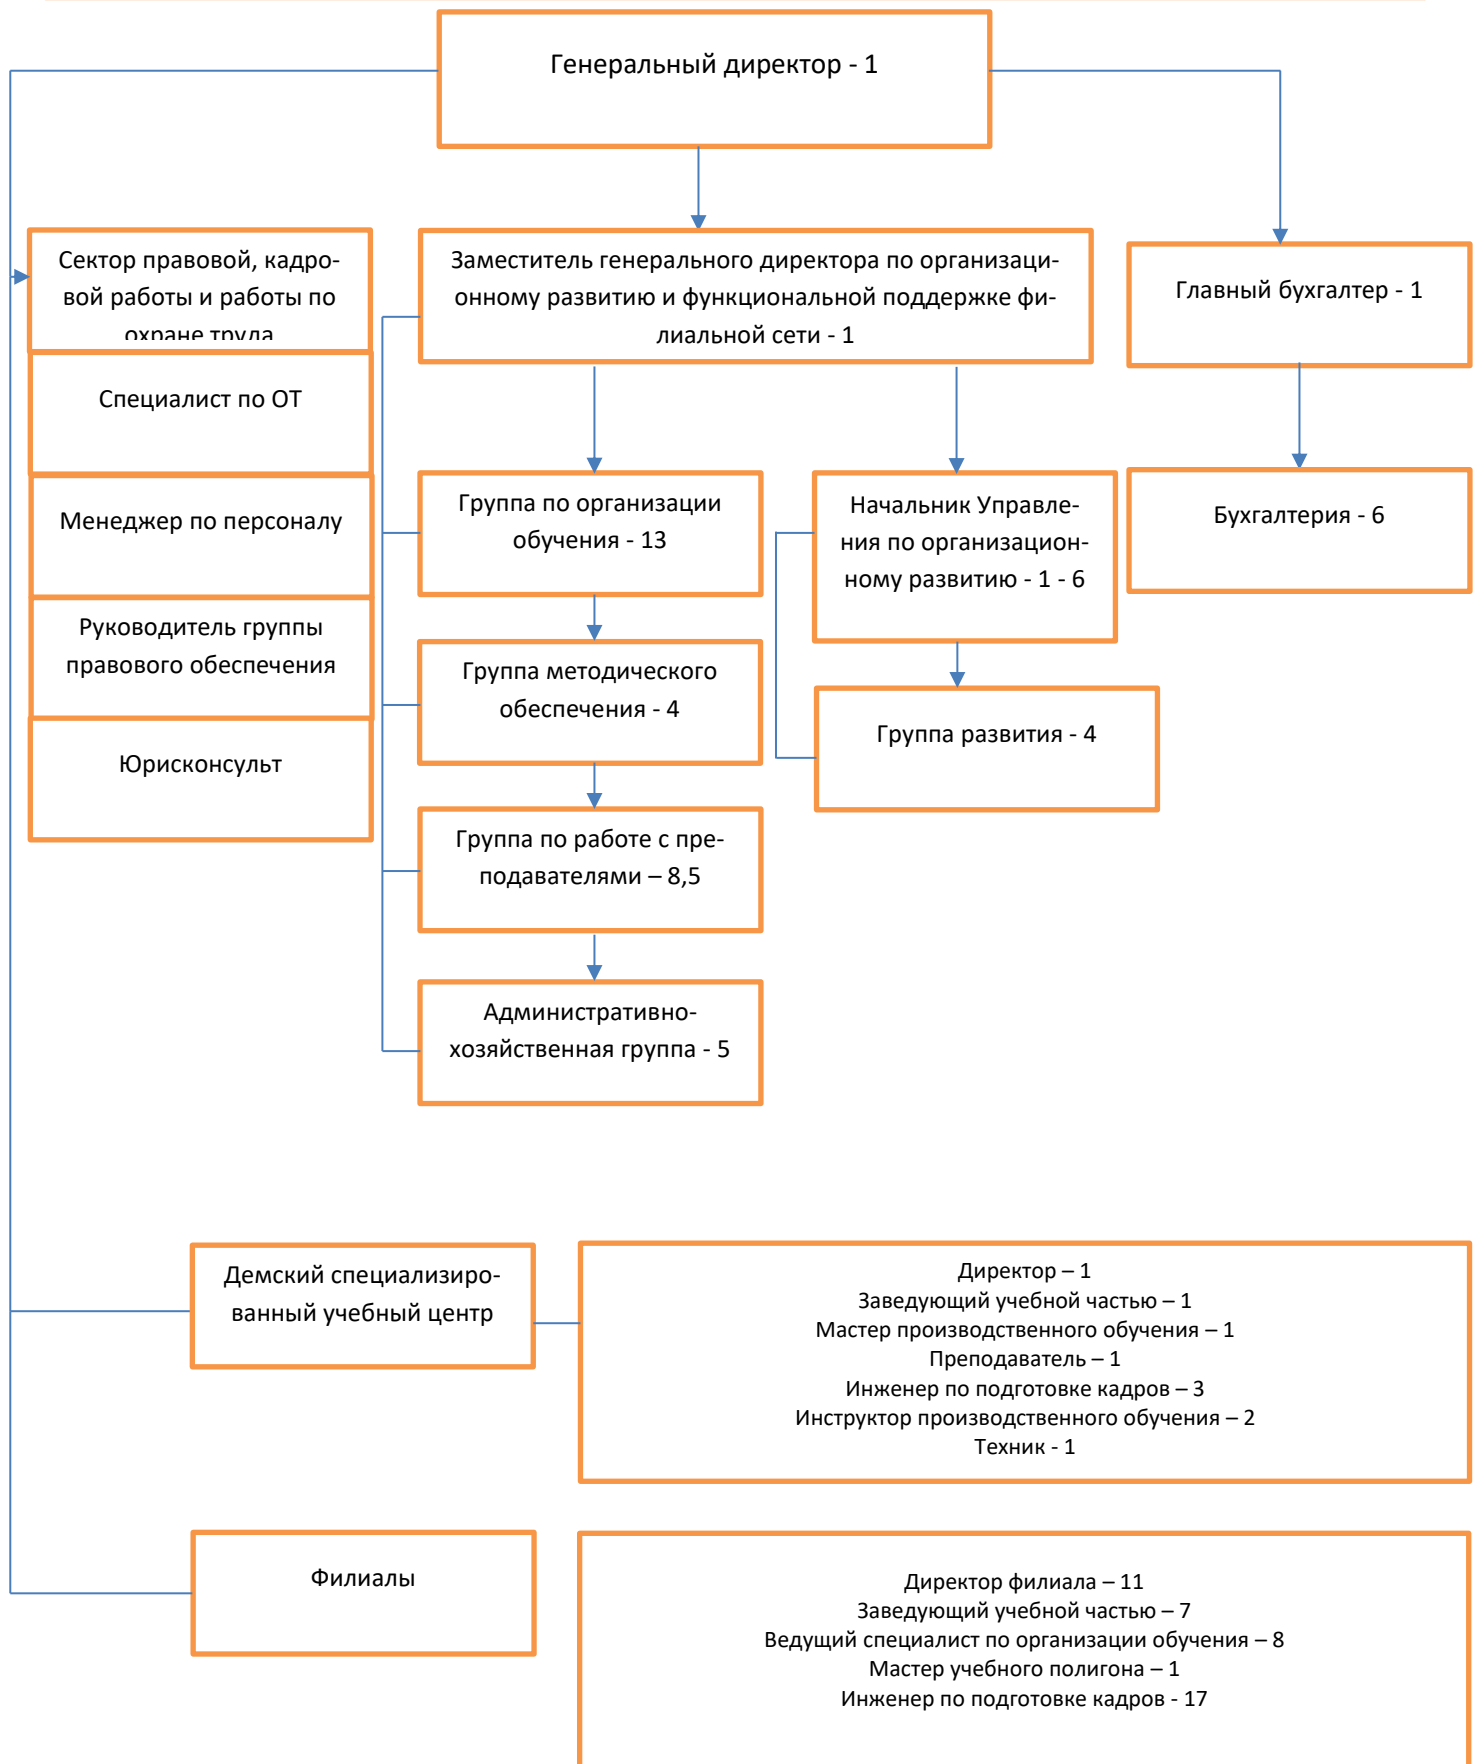 Генеральный директор - 1
Сектор правовой, кадро-
вой работы и работы по
охране труда
Специалист по ОТ
Менеджер по персоналу
Руководитель группы
правового обеспечения
Юрисконсульт
Заместитель генерального директора по организаци-
онному развитию и функциональной поддержке фи-
лиальной сети - 1
Группа по организации
обучения - 13
Группа методического
обеспечения - 4
Группа по работе с пре-
подавателями – 8,5
Административно-
хозяйственная группа - 5
Начальник Управле-
ния по организацион-
ному развитию - 1 - 6
Группа развития - 4
Главный бухгалтер - 1
Бухгалтерия - 6
Демский специализиро-
ванный учебный центр
Директор – 1
Заведующий учебной частью – 1
Мастер производственного обучения – 1
Преподаватель – 1
Инженер по подготовке кадров – 3
Инструктор производственного обучения – 2
Техник - 1
Филиалы
Директор филиала – 11
Заведующий учебной частью – 7
Ведущий специалист по организации обучения – 8
Мастер учебного полигона – 1
Инженер по подготовке кадров - 17